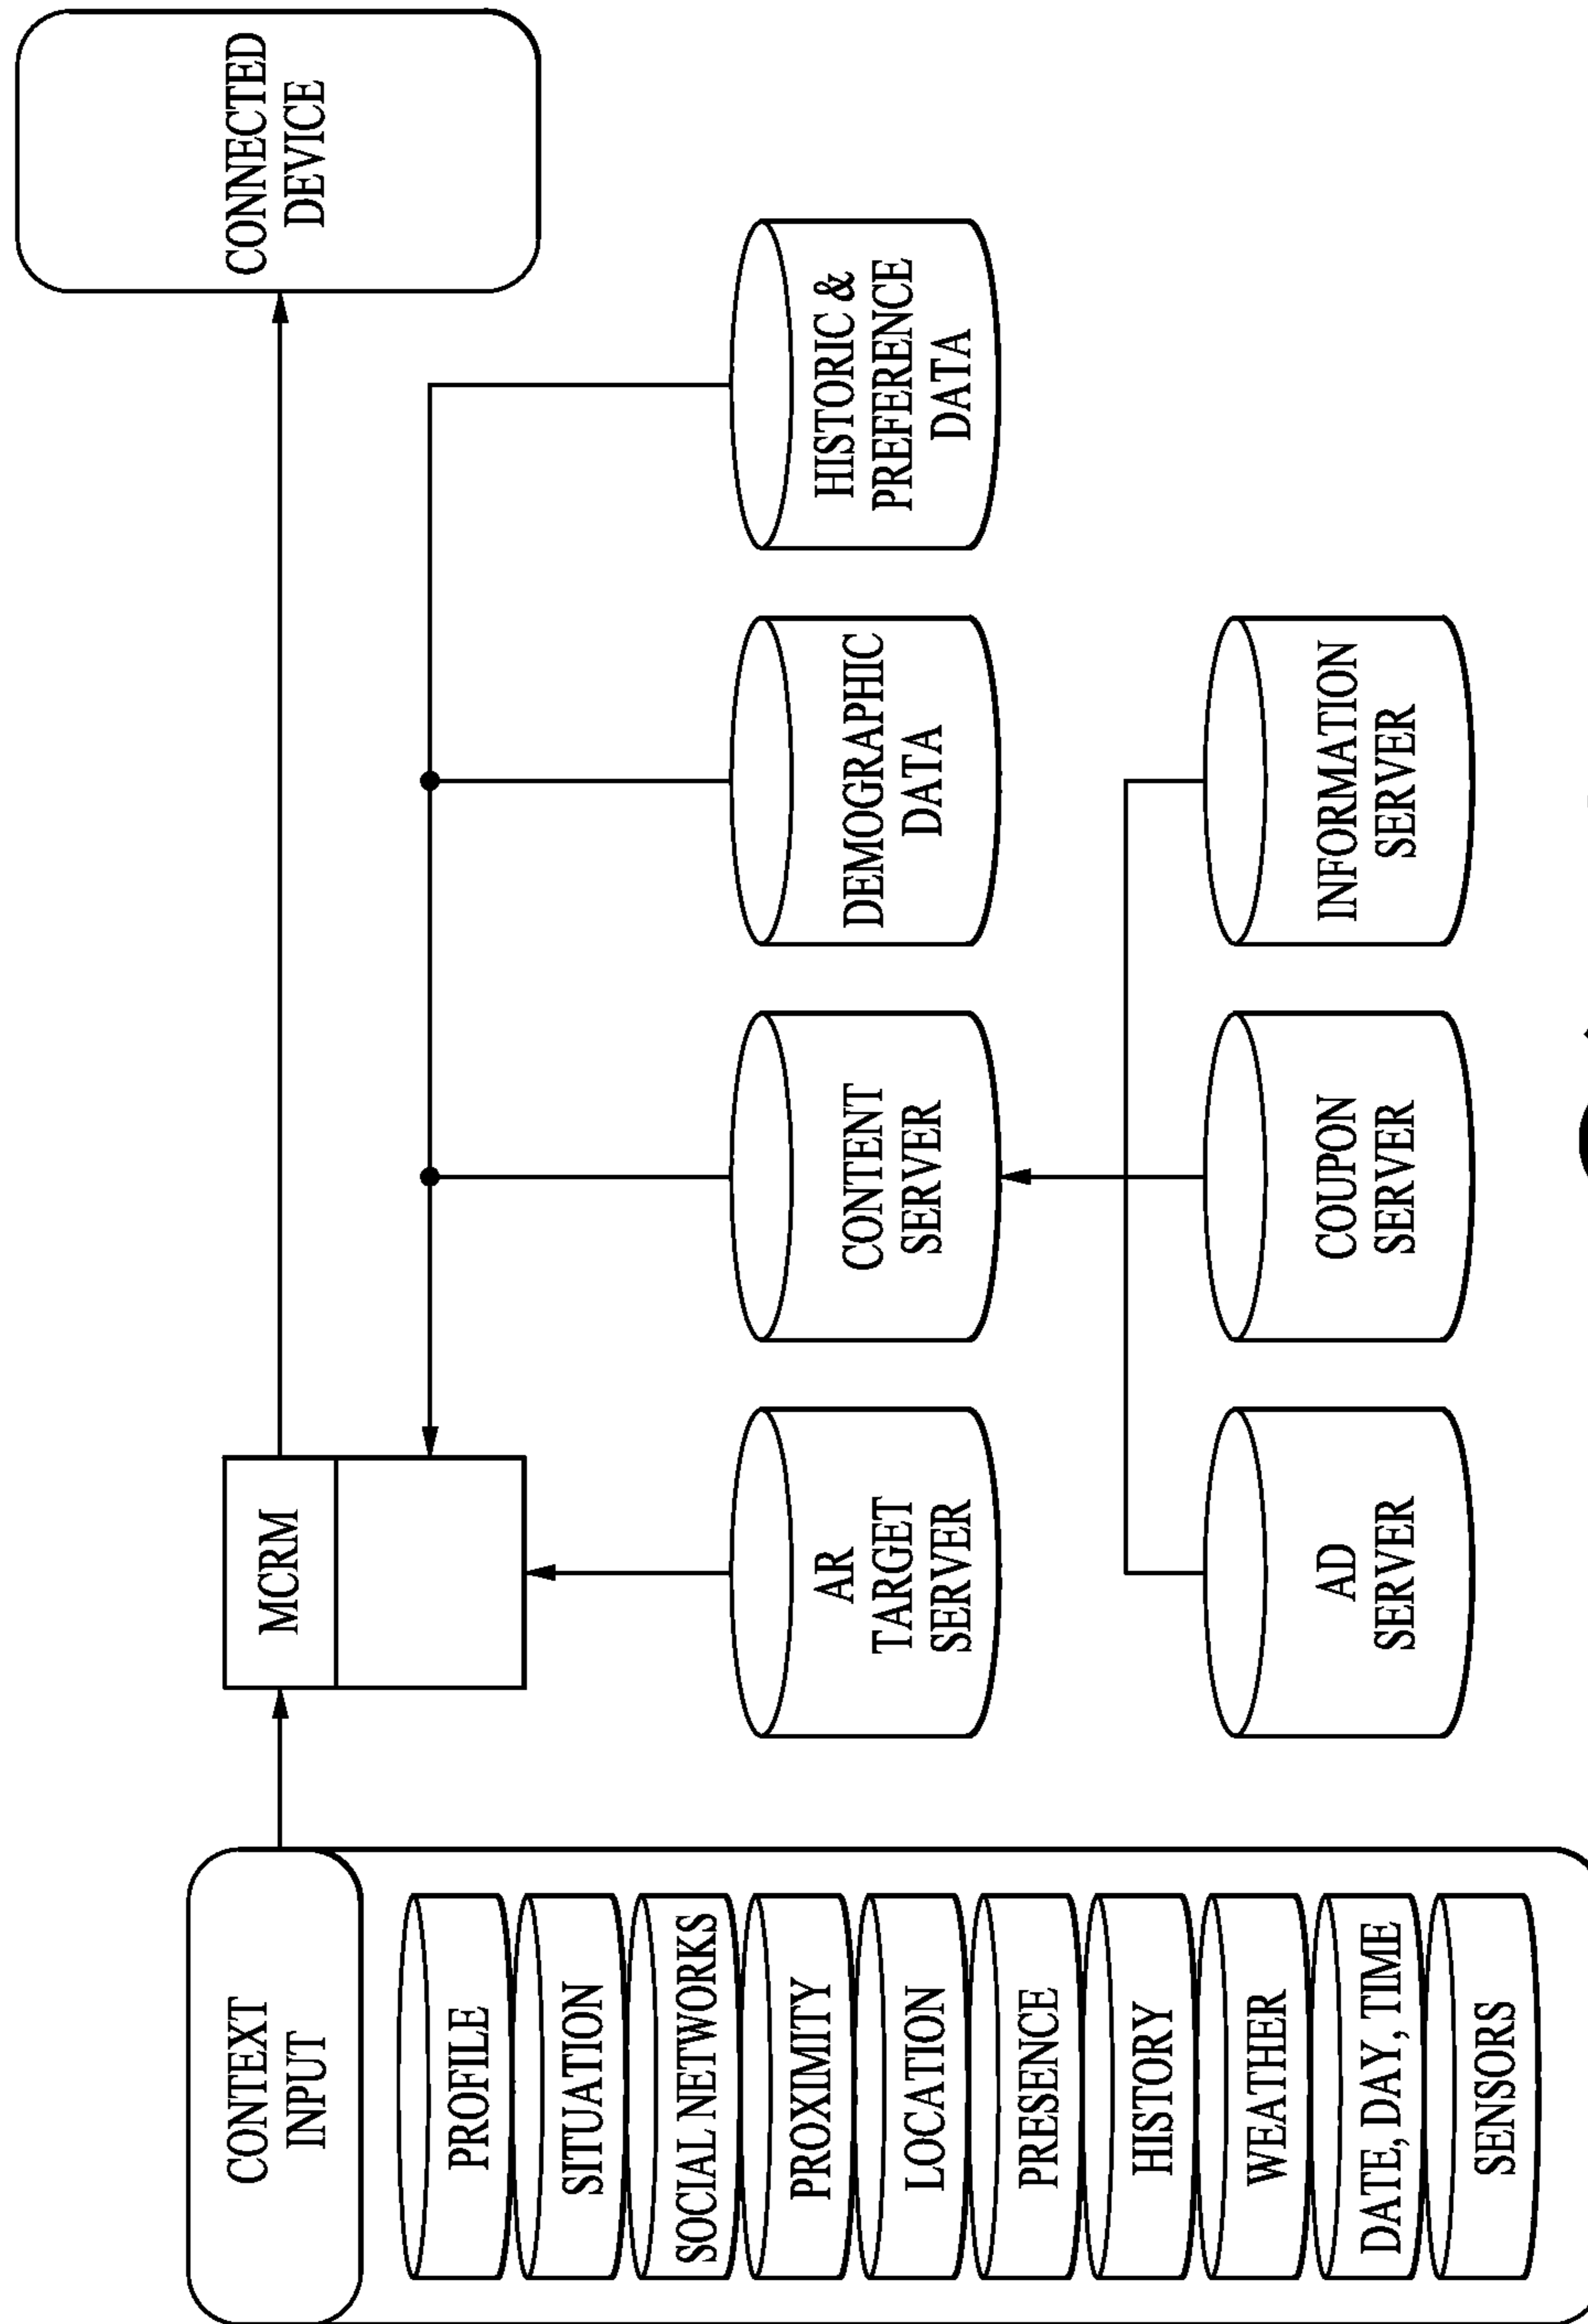 CONTEXT
INPUT
PROFILE
SITUATION
SOCIAL NETWORKS
PROXIMITY
LOCATION
PRESENCE
HISTORY
WEATHER
DATE, DAY, TIME
SENSORS
MCRM
CONNECTED
DEVICE
AR
TARGET
SERVER
CONTENT
SERVER
DEMOGRAPHIC
DATA
HISTORIC &
PREFERENCE
DATA
AD
SERVER
COUPON
SERVER
INFORMATION
SERVER